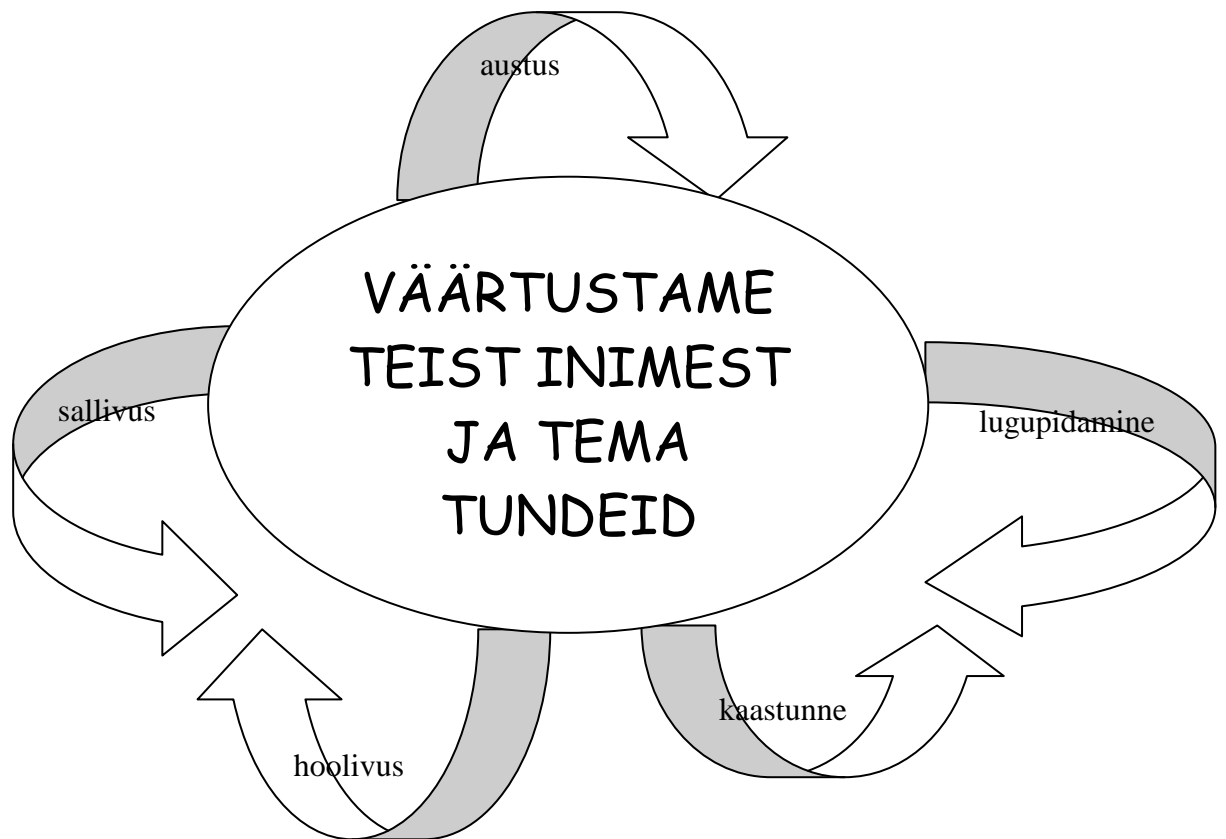 austus
VÄÄRTUSTAME
TEIST INIMEST
JA TEMA
TUNDEID
sallivus
lugupidamine
kaastunne
hoolivus